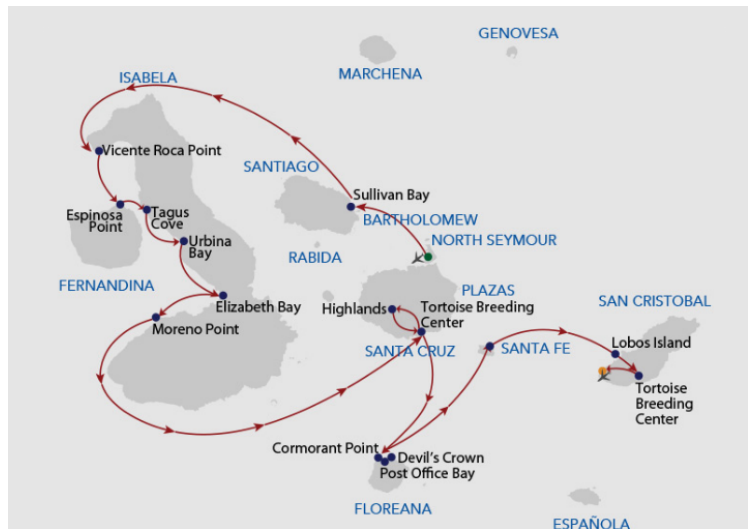 GENOVESA
MARCHENA
ISABELA
Vicente Roca Point
SANTIAGO
Sullivan Bay
Espinosa
Point
Tagus
Cove
BARTHOLOMEW
Urbina
Bay
NORTH SEYMOUR
RABIDA
FERNANDINA
PLAZAS
Elizabeth Bay
Highlands
Tortoise Breeding
Center
SAN CRISTOBAL
Moreno Point
SANTA CRUZ
SANTA FE
Lobos Island
Tortoise
Breeding
Center
Cormorant Point
Devil's Crown
Post Office Bay
FLOREANA
ESPAÑOLA